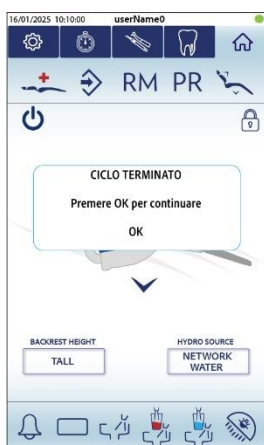 16/01/2025 10:10:00 userName0
RM PR
CICLO TERMINATO
Premere OK per continuare
OK
BACKREST HEIGHT
TALL
HYDRO SOURCE
NETWORK
WATER